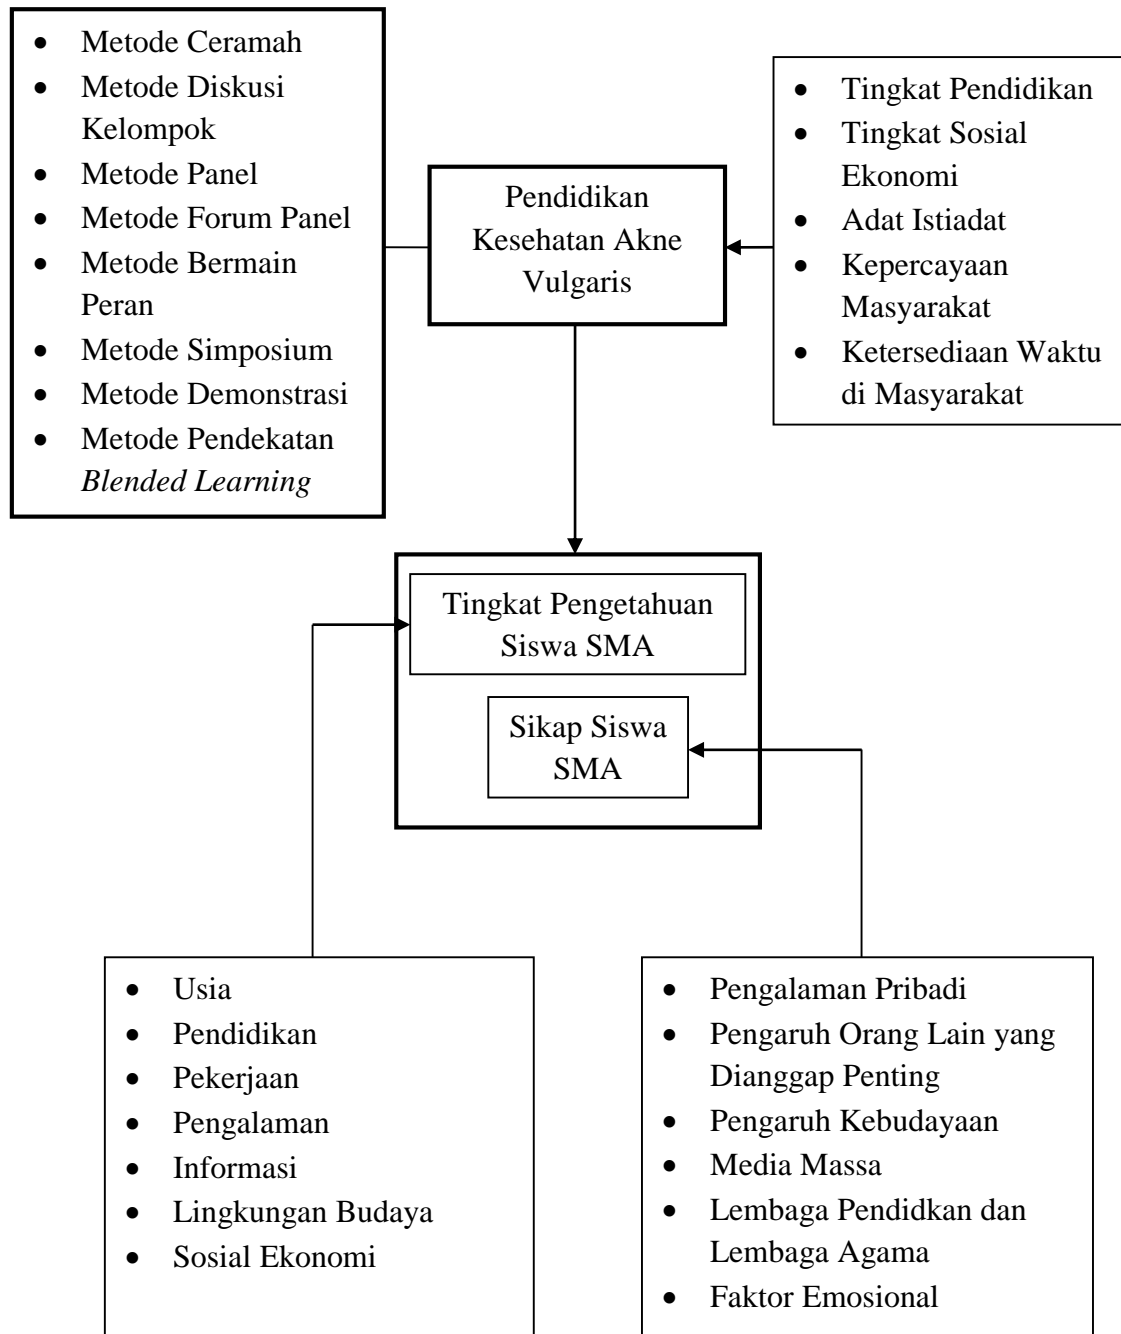 • Metode Ceramah
• Metode Diskusi
Kelompok
• Metode Panel
• Metode Forum Panel
• Metode Bermain
Peran
• Metode Simposium
• Metode Demonstrasi
• Metode Pendekatan
Blended Learning
Pendidikan
Kesehatan Akne
Vulgaris
• Tingkat Pendidikan
• Tingkat Sosial
Ekonomi
• Adat Istiadat
• Kepercayaan
Masyarakat
• Ketersediaan Waktu
di Masyarakat
Tingkat Pengetahuan
Siswa SMA
Sikap Siswa
SMA
• Usia
• Pendidikan
• Pekerjaan
• Pengalaman
• Informasi
• Lingkungan Budaya
• Sosial Ekonomi
• Pengalaman Pribadi
• Pengaruh Orang Lain yang
Dianggap Penting
• Pengaruh Kebudayaan
• Media Massa
• Lembaga Pendidkan dan
Lembaga Agama
• Faktor Emosional